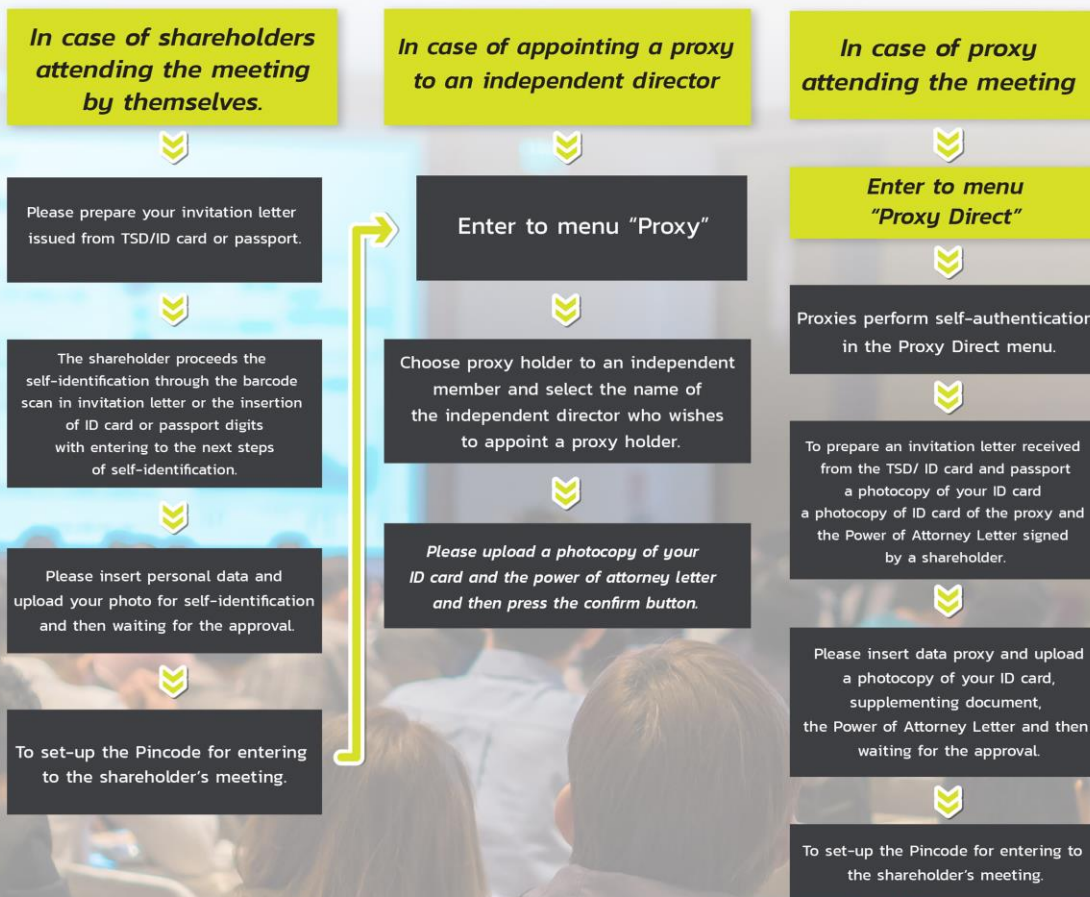 In case of shareholders
attending the meeting
by themselves.
Please prepare your invitation letter
issued from TSD/ID card or passport.
The shareholder proceeds the
self-identification through the barcode
scan in invitation letter or the insertion
of ID card or passport digits
with entering to the next steps
of self-identification.
Please insert personal data and
upload your photo for self-identification
and then waiting for the approval.
To set-up the Pincode for entering
to the shareholder's meeting.
In case of appointing a proxy
to an independent director
Enter to menu "Proxy"
Choose proxy holder to an independent
member and select the name of
the independent director who wishes
to appoint a proxy holder.
Please upload a photocopy of your
ID card and the power of attorney letter
and then press the confirm button.
In case of proxy
attending the meeting
Enter to menu
"Proxy Direct"
Proxies perform self-authentication
in the Proxy Direct menu.
To prepare an invitation letter received
from the TSD/ ID card and passport
a photocopy of your ID card
a photocopy of ID card of the proxy and
the Power of Attorney Letter signed
by a shareholder.
Please insert data proxy and upload
a photocopy of your ID card,
supplementing document,
the Power of Attorney Letter and then
waiting for the approval.
To set-up the Pincode for entering to
the shareholder's meeting.